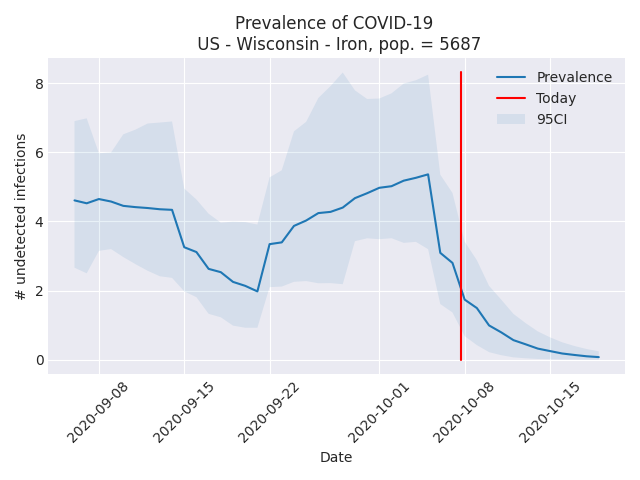 Prevalence of COVID-19
US - Wisconsin - Iron, pop. = 5687
Prevalence
Today
95CI
# undetected infections
8
6
4
2
0
2020-09-08
2020-09-15
2020-09-22
2020-10-01
2020-10-08
2020-10-15
Date